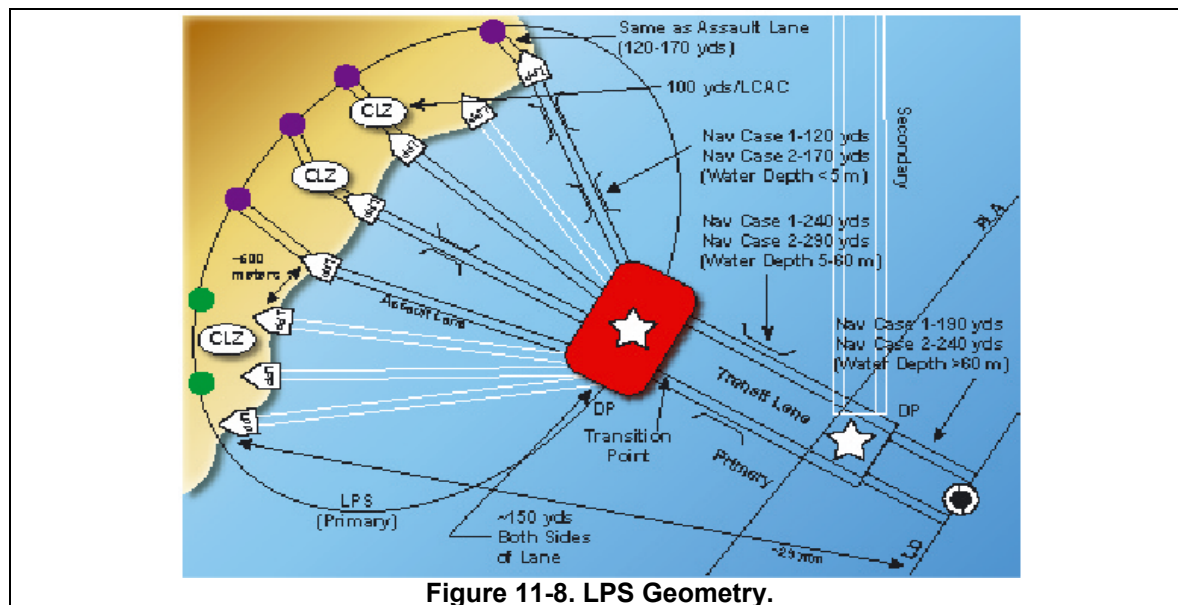 Same as Assault Lane
(120-170 yds)
100 yds/LCAC
CLZ
Nav Case 1-120 yds
Nav Case 2-170 yds
(Water Depth <5 m)
Secondary
CLZ
Nav Case 1-240 yds
Nav Case 2-290 yds
(Water Depth 5-60 m)
~600
meters
Assault Lane
CLZ
Nav Case 1-190 yds
Nav Case 2-240 yds
(Water Depth >60 m)
Transit Lane
DP
DP
Transition
Point
Primary
LPS
(Primary)
~150 yds
Both Sides
of Lane
LD
Figure 11-8. LPS Geometry.